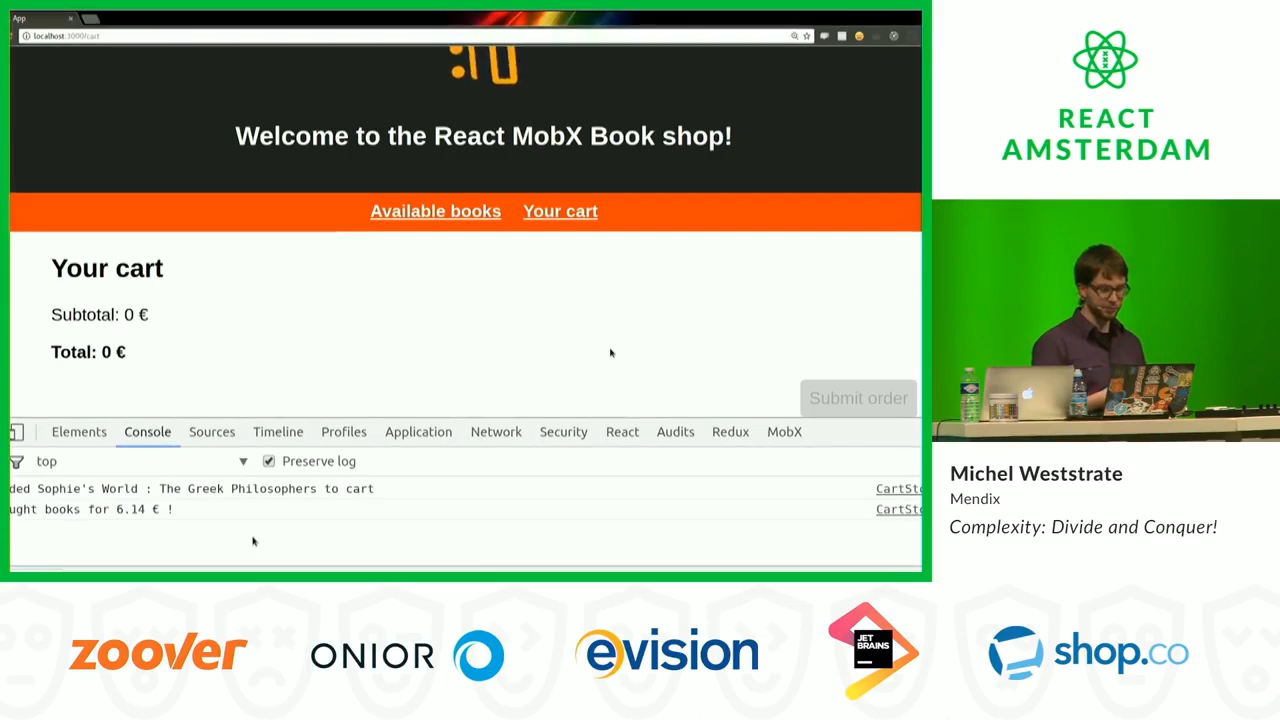 App
localhost:3000/cart
Welcome to the React MobX Book shop!
Available books Your cart
Your cart
Subtotal: 0 €
Total: 0 €
Submit order
Elements Console Sources Timeline Profiles Application Network Security React Audits Redux MobX
top Preserve log
ded Sophie's World : The Greek Philosophers to cart CartSto
ught books for 6.14 € ! CartSto
REACT
AMSTERDAM
Michel Weststrate
Mendix
Complexity: Divide and Conquer!
zoover ONIOR evision JET BRAINS shop.co